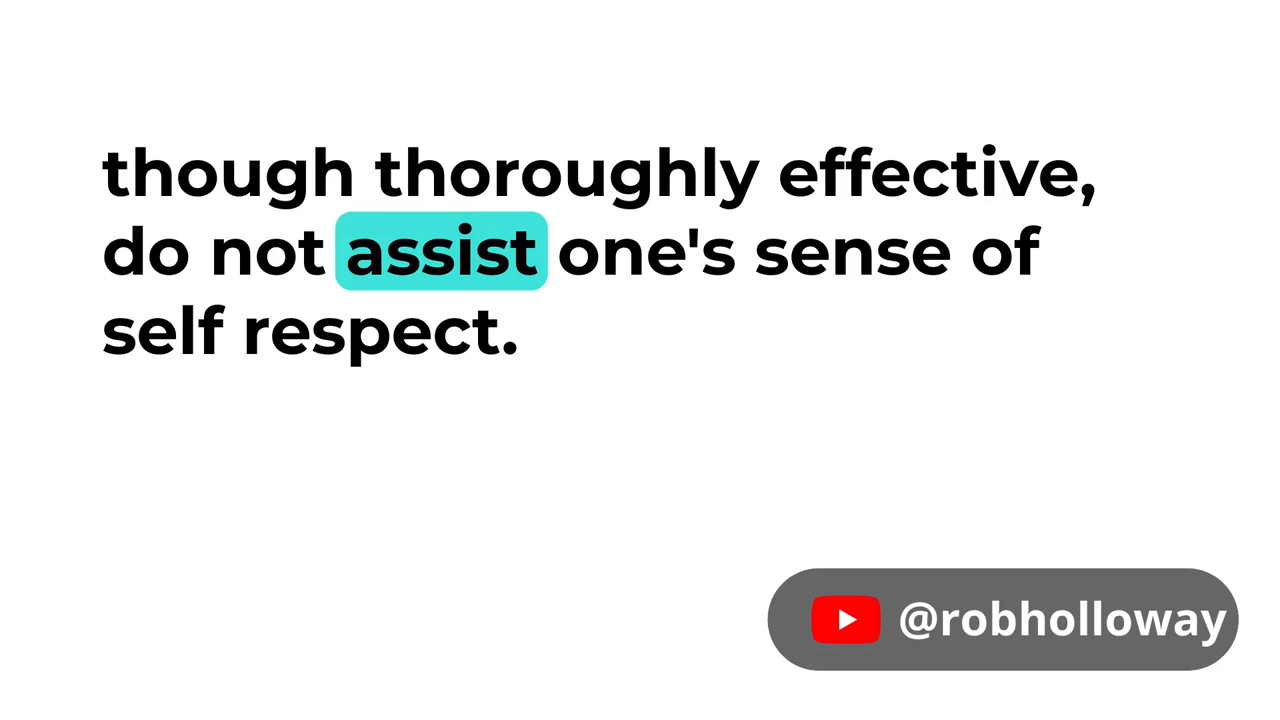 though thoroughly effective,
do not assist one's sense of
self respect.
@robholloway